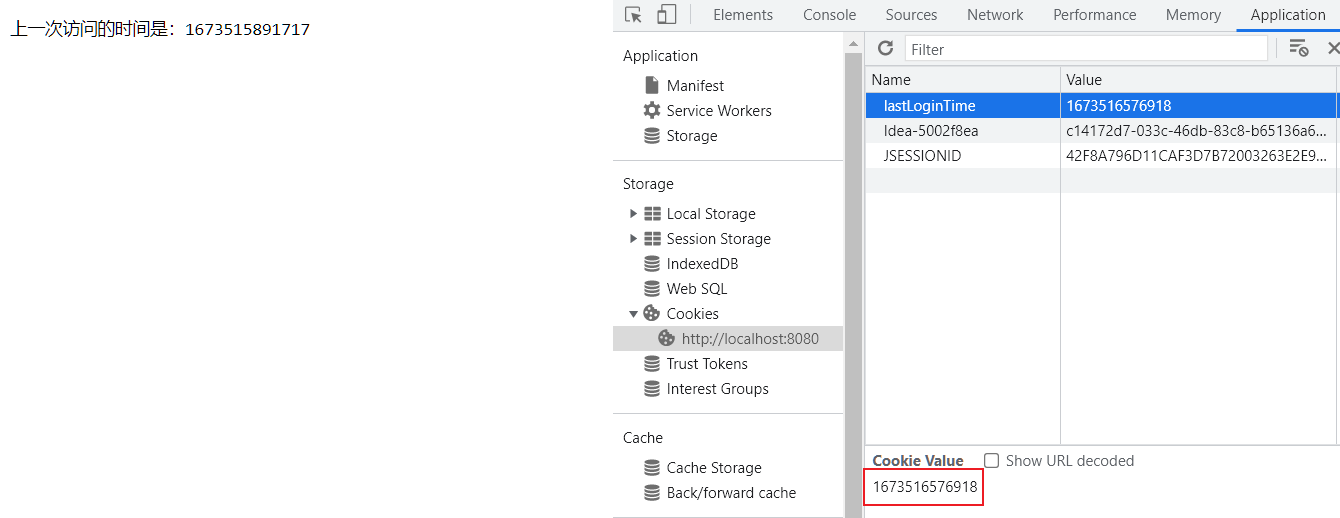 上一次访问的时间是：1673515891717
Elements Console Sources Network Performance Memory Application
Application
Manifest
Service Workers
Storage
Storage
Local Storage
Session Storage
IndexedDB
Web SQL
Cookies
http://localhost:8080
Trust Tokens
Interest Groups
Cache
Cache Storage
Back/forward cache
Filter
Name Value
lastLoginTime 1673516576918
Idea-5002f8ea c14172d7-033c-46db-83c8-b65136a6...
JSESSIONID 42F8A796D11CAF3D7B72003263E2E9...
Cookie Value Show URL decoded
1673516576918